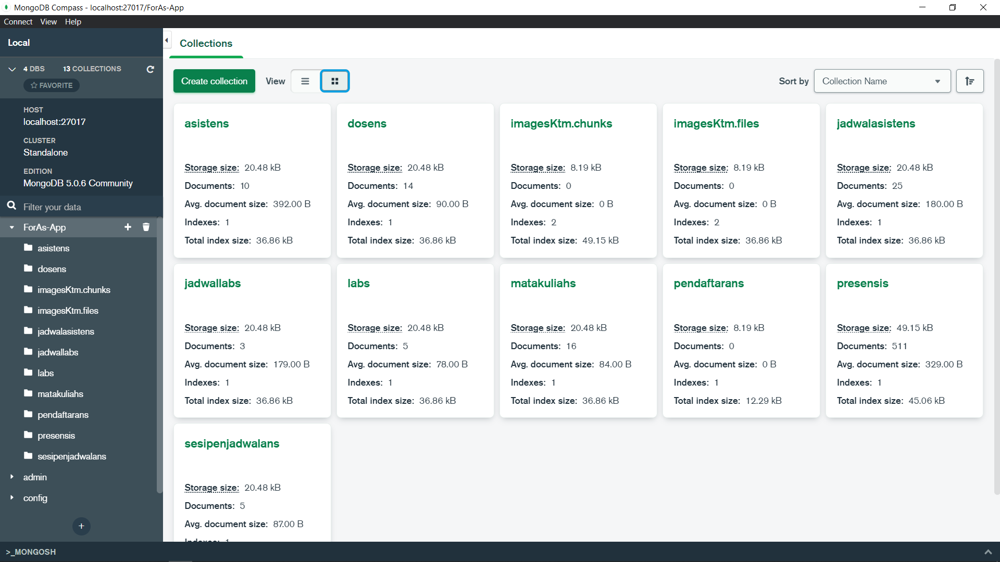 MongoDB Compass - localhost:27017/ForAs-App
Connect View Help
Local
4 DBS 13 COLLECTIONS
FAVORITE
HOST
localhost:27017
CLUSTER
Standalone
EDITION
MongoDB 5.0.6 Community
Filter your data
ForAs-App
asistens
dosens
imagesKtm.chunks
imagesKtm.files
jadwalasistens
jadwallabs
labs
matakuliahs
pendaftarans
presensis
sesipenjadwalans
admin
config
+
Collections
Create collection View Sort by Collection Name
asistens
Storage size: 20.48 kB
Documents: 10
Avg. document size: 392.00 B
Indexes: 1
Total index size: 36.86 kB
dosens
Storage size: 20.48 kB
Documents: 14
Avg. document size: 90.00 B
Indexes: 1
Total index size: 36.86 kB
imagesKtm.chunks
Storage size: 8.19 kB
Documents: 0
Avg. document size: 0 B
Indexes: 2
Total index size: 49.15 kB
imagesKtm.files
Storage size: 8.19 kB
Documents: 0
Avg. document size: 0 B
Indexes: 2
Total index size: 36.86 kB
jadwalasistens
Storage size: 20.48 kB
Documents: 25
Avg. document size: 180.00 B
Indexes: 1
Total index size: 36.86 kB
jadwallabs
Storage size: 20.48 kB
Documents: 3
Avg. document size: 179.00 B
Indexes: 1
Total index size: 36.86 kB
labs
Storage size: 20.48 kB
Documents: 5
Avg. document size: 78.00 B
Indexes: 1
Total index size: 36.86 kB
matakuliahs
Storage size: 20.48 kB
Documents: 16
Avg. document size: 84.00 B
Indexes: 1
Total index size: 36.86 kB
pendaftarans
Storage size: 8.19 kB
Documents: 0
Avg. document size: 0 B
Indexes: 1
Total index size: 12.29 kB
presensis
Storage size: 49.15 kB
Documents: 511
Avg. document size: 329.00 B
Indexes: 1
Total index size: 45.06 kB
sesipenjadwalans
Storage size: 20.48 kB
Documents: 5
Avg. document size: 87.00 B
Indexes: 1
>_MONGOSH